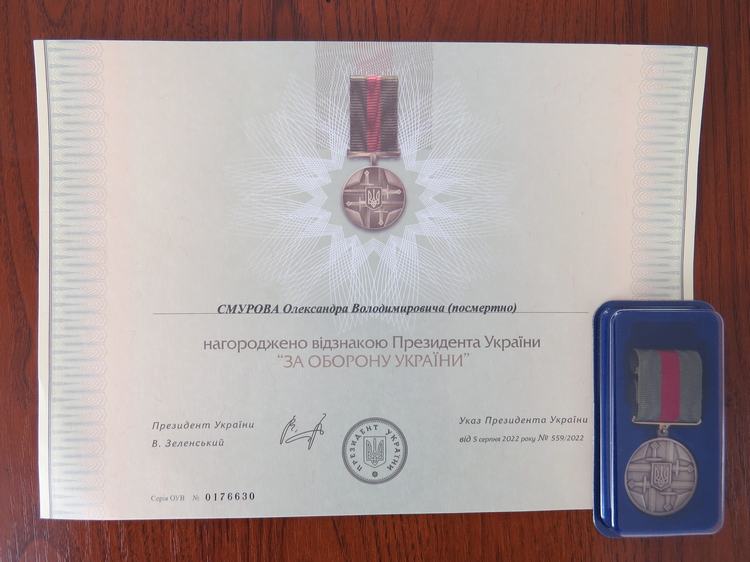 СМУРОВА Олександра Володимировича (посмертно)
нагороджено відзнакою Президента України
“ЗА ОБОРОНУ УКРАЇНИ”
Президент України
В. Зеленський
ПРЕЗИДЕНТ УКРАЇНИ
Указ Президента України
від 5 серпня 2022 року № 559/2022
Серія ОУВ № 0176630